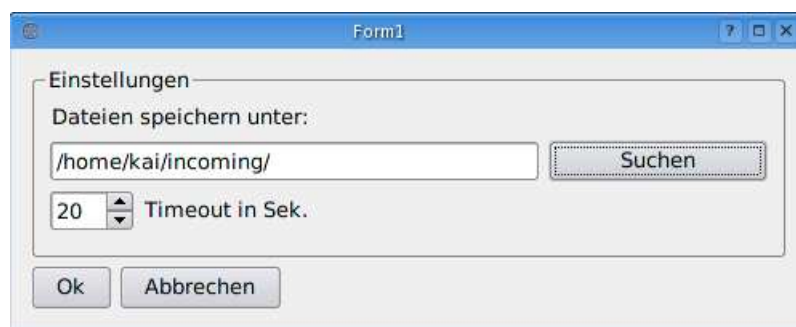 Form1
Einstellungen
Dateien speichern unter:
/home/kai/incoming/ Suchen
20 Timeout in Sek.
Ok Abbrechen